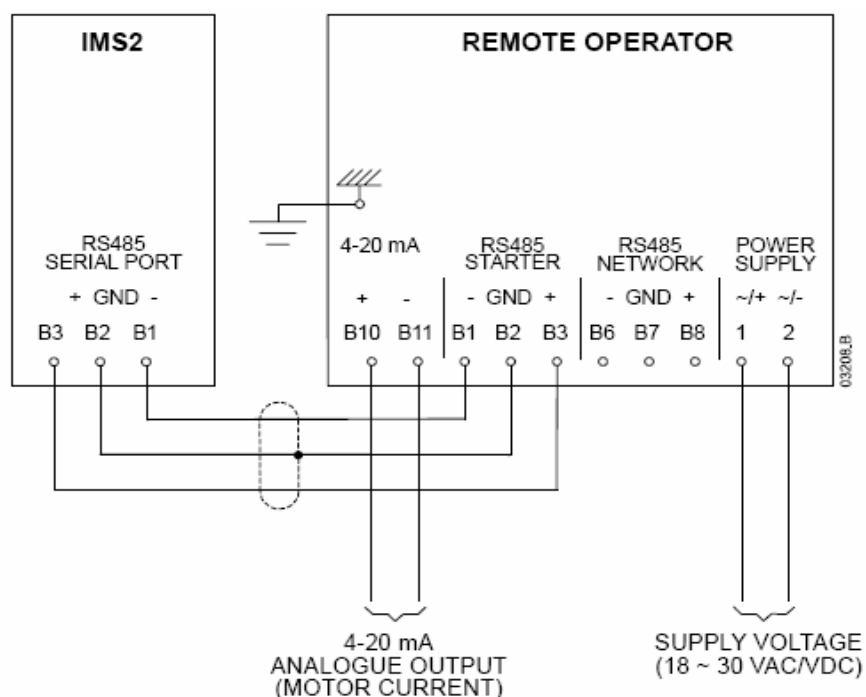 IMS2
REMOTE OPERATOR
RS485
SERIAL PORT
+ GND -
B3 B2 B1
4-20 mA
+ -
B10 B11
RS485
STARTER
- GND +
B1 B2 B3
RS485
NETWORK
- GND +
B6 B7 B8
POWER
SUPPLY
~/+ ~/-
1 2
03208_B
4-20 mA
ANALOGUE OUTPUT
(MOTOR CURRENT)
SUPPLY VOLTAGE
(18 ~ 30 VAC/VDC)